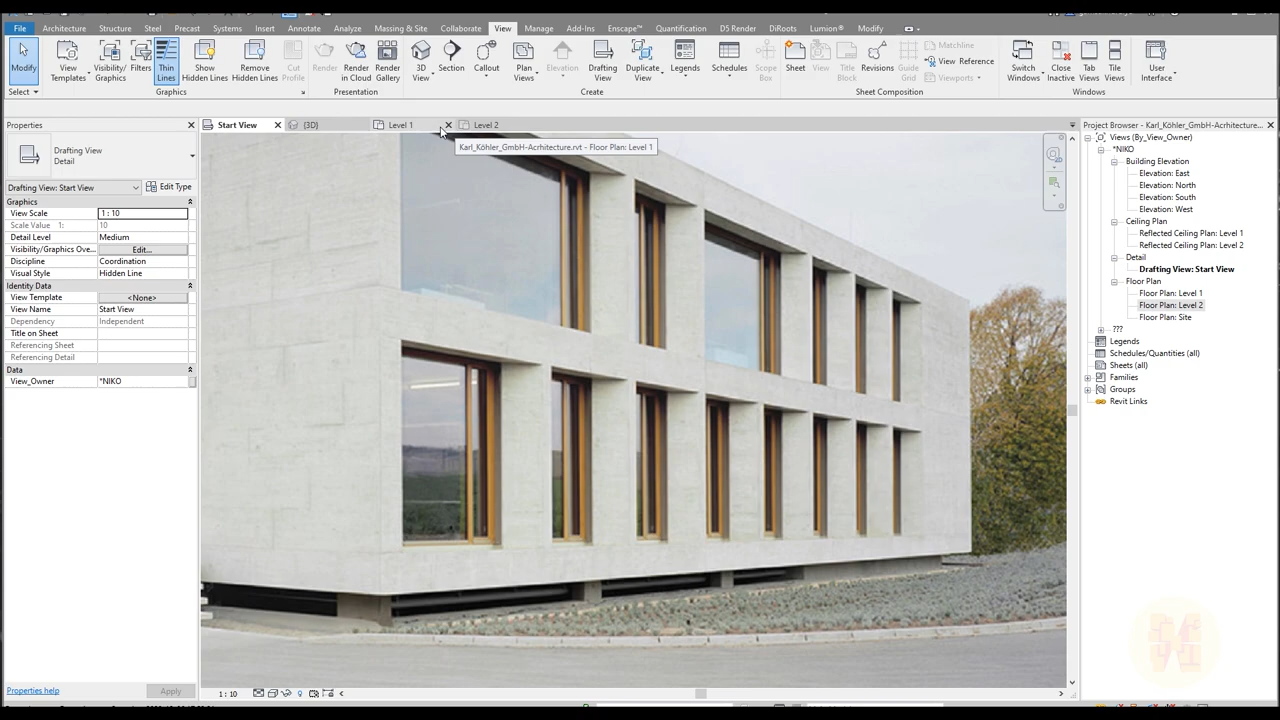 File Architecture Structure Steel Precast Systems Insert Annotate Analyze Massing & Site Collaborate View Manage Add-Ins Enscape™ Quantification D5 Render DiRoots Lumion® Modify
Modify
View Templates
Visibility/ Graphics
Filters
Thin Lines
Show Hidden Lines
Remove Hidden Lines
Cut Profile
Render
Render in Cloud
Render Gallery
3D View
Section
Callout
Plan Views
Elevation
Drafting View
Duplicate View
Legends
Schedules
Scope Box
Sheet
View
Title Block
Revisions
Guide Grid
Matchline
View Reference
Viewports
Switch Windows
Close Inactive
Tab Views
Tile Views
User Interface
Select Graphics Presentation Create Sheet Composition Windows
Properties
Start View {3D} Level 1 Level 2
Project Browser - Karl_Köhler_GmbH-Acrhitecture...
Karl_Köhler_GmbH-Acrhitecture.rvt - Floor Plan: Level 1
Drafting View
Detail
Drafting View: Start View Edit Type
Graphics
View Scale 1 : 10
Scale Value 1: 10
Detail Level Medium
Visibility/Graphics Ove... Edit...
Discipline Coordination
Visual Style Hidden Line
Identity Data
View Template <None>
View Name Start View
Dependency Independent
Title on Sheet
Referencing Sheet
Referencing Detail
Data
View_Owner *NIKO
Properties help Apply
1 : 10
Views (By_View_Owner)
*NIKO
Building Elevation
Elevation: East
Elevation: North
Elevation: South
Elevation: West
Ceiling Plan
Reflected Ceiling Plan: Level 1
Reflected Ceiling Plan: Level 2
Detail
Drafting View: Start View
Floor Plan
Floor Plan: Level 1
Floor Plan: Level 2
Floor Plan: Site
???
Legends
Schedules/Quantities (all)
Sheets (all)
Families
Groups
Revit Links